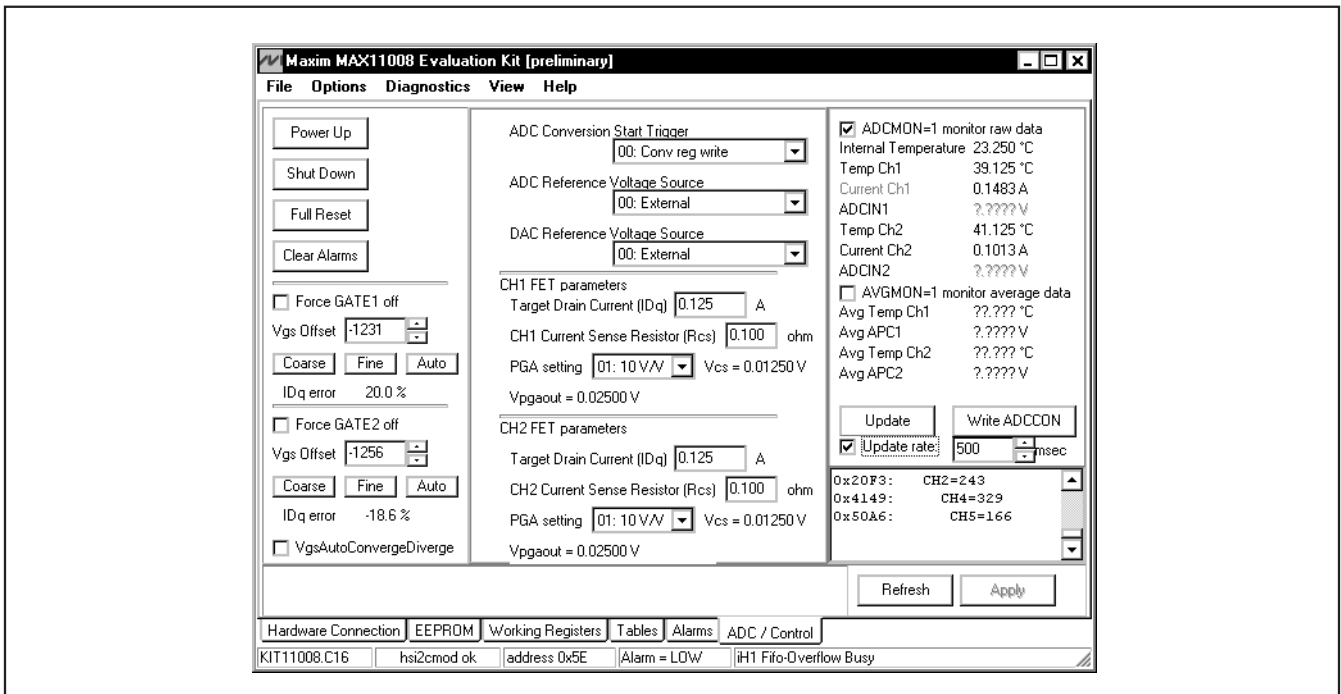 Maxim MAX11008 Evaluation Kit [preliminary]
File Options Diagnostics View Help
Power Up
Shut Down
Full Reset
Clear Alarms
Force GATE1 off
Vgs Offset -1231
Coarse Fine Auto
IDq error 20.0 %
Force GATE2 off
Vgs Offset -1256
Coarse Fine Auto
IDq error -18.6 %
VgsAutoConvergeDiverge
ADC Conversion Start Trigger
00: Conv reg write
ADC Reference Voltage Source
00: External
DAC Reference Voltage Source
00: External
CH1 FET parameters
Target Drain Current (IDq) 0.125 A
CH1 Current Sense Resistor (Rcs) 0.100 ohm
PGA setting 01: 10 V/V Vcs = 0.01250 V
Vpgaout = 0.02500 V
CH2 FET parameters
Target Drain Current (IDq) 0.125 A
CH2 Current Sense Resistor (Rcs) 0.100 ohm
PGA setting 01: 10 V/V Vcs = 0.01250 V
Vpgaout = 0.02500 V
ADCMON=1 monitor raw data
Internal Temperature 23.250 °C
Temp Ch1 39.125 °C
Current Ch1 0.1483 A
ADCIN1 ?.???? V
Temp Ch2 41.125 °C
Current Ch2 0.1013 A
ADCIN2 ?.???? V
AVGMON=1 monitor average data
Avg Temp Ch1 ??.??? °C
Avg APC1 ?.???? V
Avg Temp Ch2 ??.??? °C
Avg APC2 ?.???? V
Update Write ADCCON
Update rate: 500 msec
0x20F3: CH2=243
0x4149: CH4=329
0x50A6: CH5=166
Refresh Apply
Hardware Connection EEPROM Working Registers Tables Alarms ADC / Control
KIT11008.C16 hsi2cmod ok address 0x5E Alarm = LOW iH1 Fifo-Overflow Busy